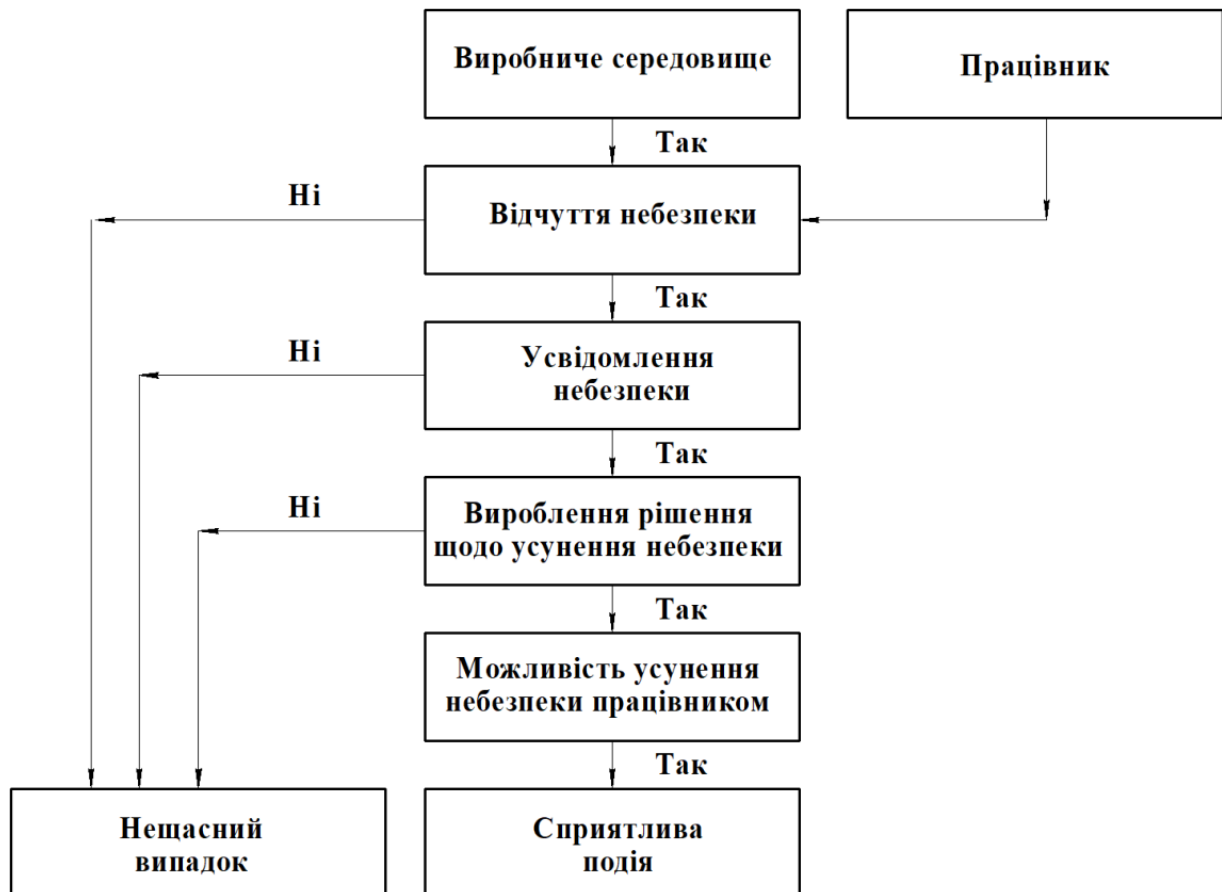 Виробниче середовище
Працівник
Так
Ні
Відчуття небезпеки
Так
Ні
Усвідомлення
небезпеки
Так
Ні
Вироблення рішення
щодо усунення небезпеки
Так
Можливість усунення
небезпеки працівником
Так
Нещасний
випадок
Сприятлива
подія